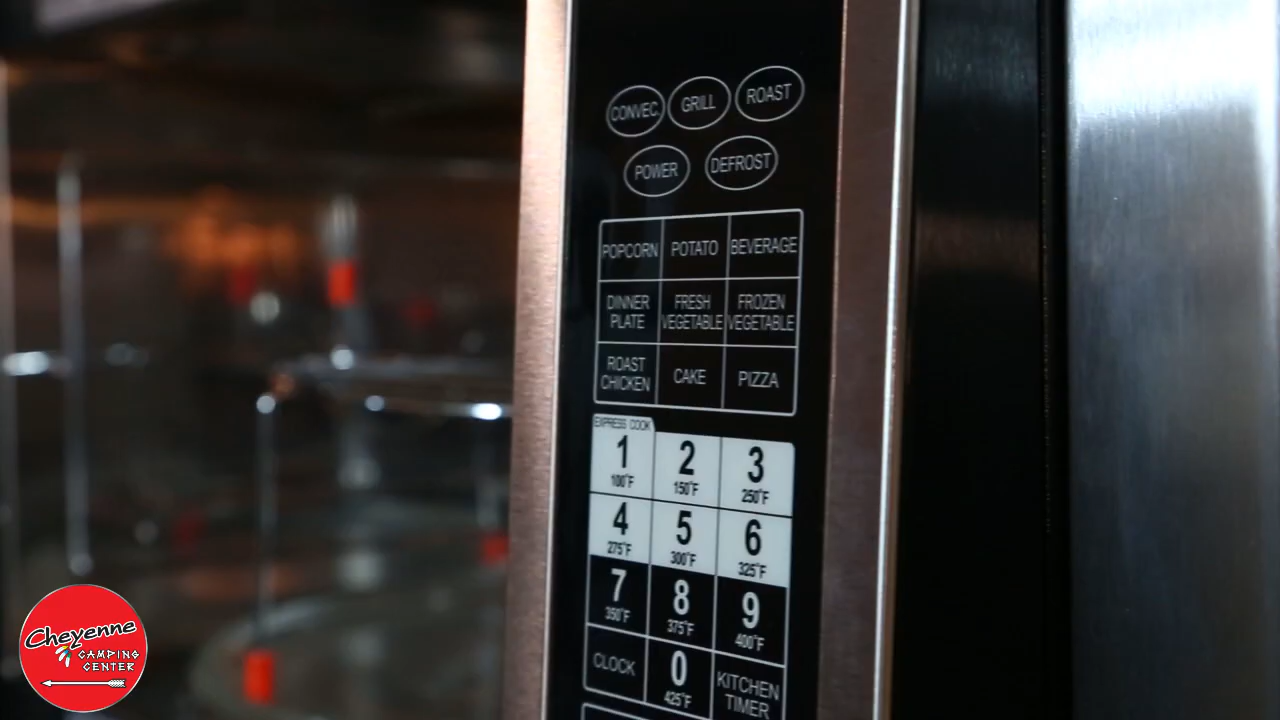 CONVEC. GRILL ROAST
POWER DEFROST
POPCORN POTATO BEVERAGE
DINNER PLATE FRESH VEGETABLE FROZEN VEGETABLE
ROAST CHICKEN CAKE PIZZA
EXPRESS COOK
1 2 3
100°F 150°F 250°F
4 5 6
275°F 300°F 325°F
7 8 9
350°F 375°F 400°F
CLOCK 0 KITCHEN TIMER
425°F
Cheyenne
CAMPING
CENTER